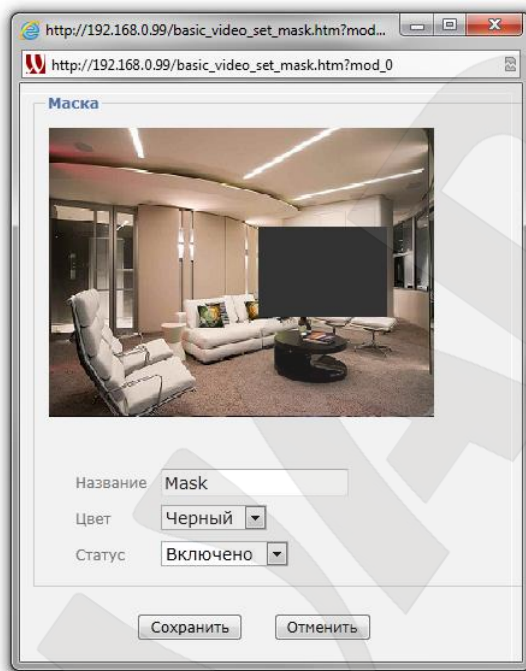 http://192.168.0.99/basic_video_set_mask.htm?mod...
http://192.168.0.99/basic_video_set_mask.htm?mod_0
Маска
Название Mask
Цвет Черный
Статус Включено
Сохранить Отменить